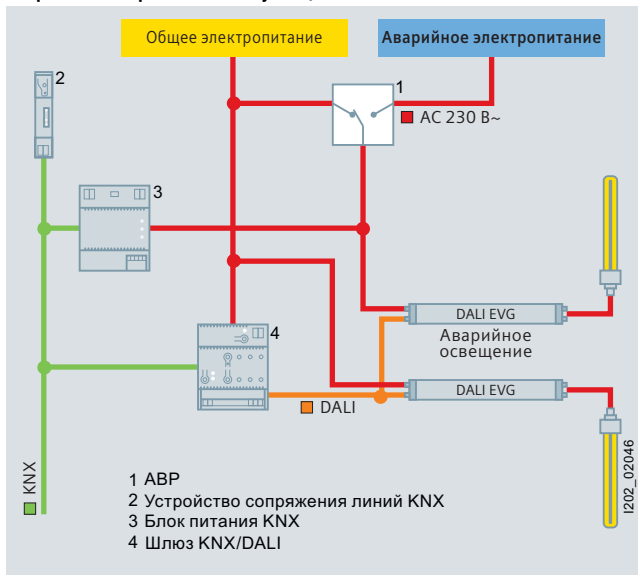 Общее электропитание
Аварийное электропитание
2
1
AC 230 В~
3
4
DALI EVG
Аварийное
освещение
DALI EVG
DALI
KNX
I202_02046
1 АВР
2 Устройство сопряжения линий KNX
3 Блок питания KNX
4 Шлюз KNX/DALI